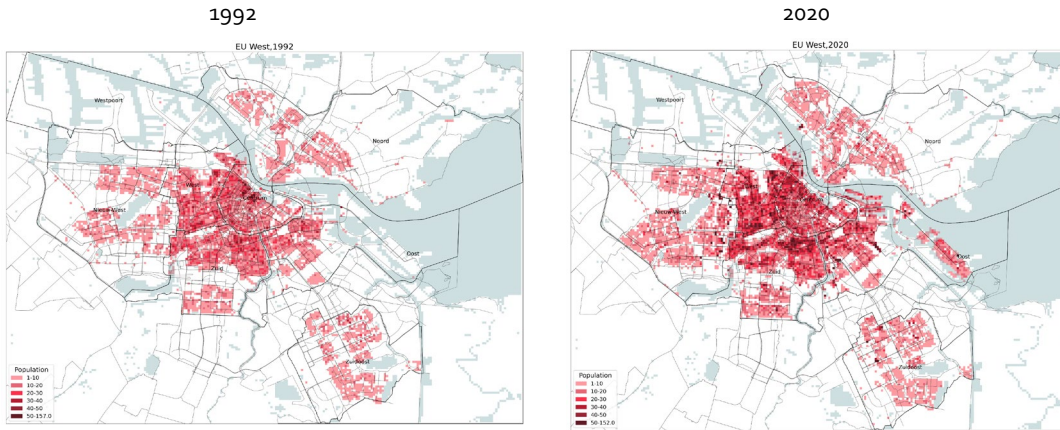 1992
2020
EU West,1992
Westpoort
Noord
West
Centrum
Nieuw-West
Oost
Zuid
Zuidoost
Population
1-10
10-20
20-30
30-40
40-50
50-157.0
EU West,2020
Westpoort
Noord
West
Centrum
Nieuw-West
Oost
Zuid
Zuidoost
Population
1-10
10-20
20-30
30-40
40-50
50-152.0